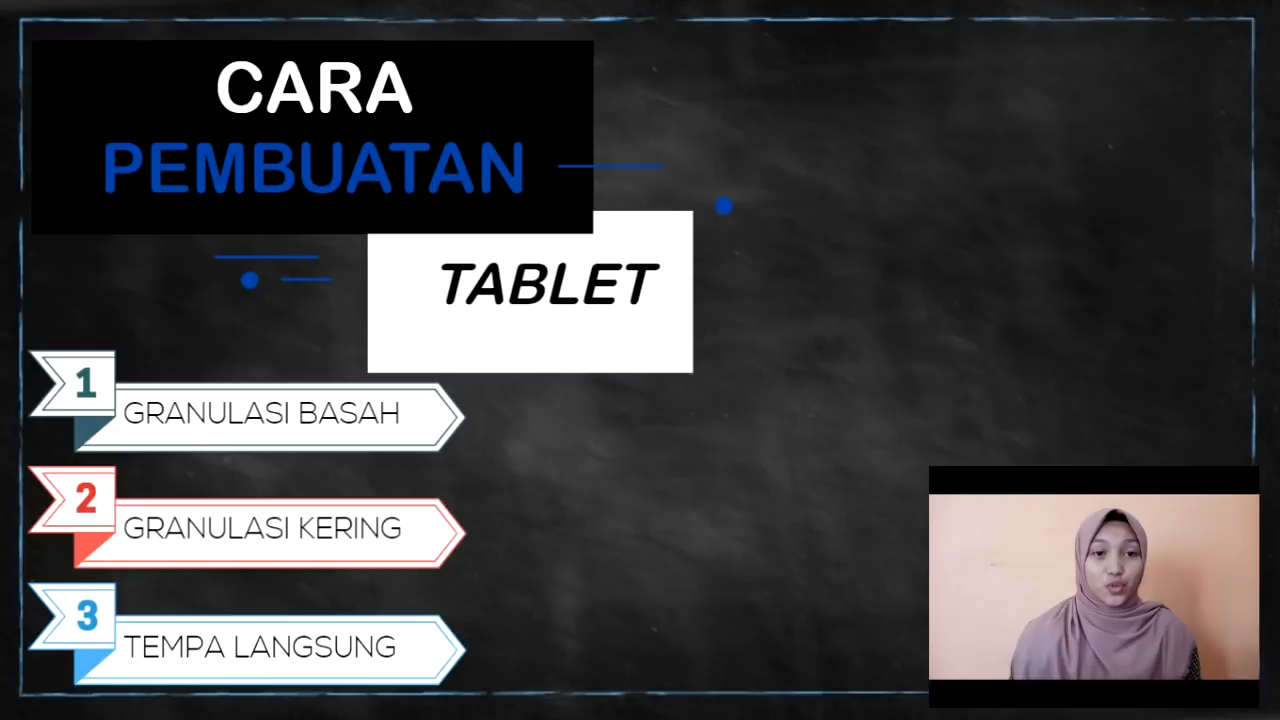 CARA
PEMBUATAN
TABLET
1
GRANULASI BASAH
2
GRANULASI KERING
3
TEMPA LANGSUNG